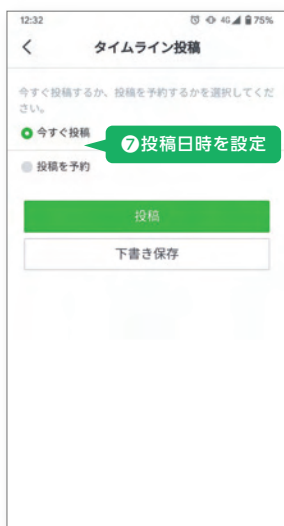 12:32 4G 75%
タイムライン投稿
今すぐ投稿するか、投稿を予約するかを選択してくだ
さい。
今すぐ投稿
❼投稿日時を設定
投稿を予約
投稿
下書き保存